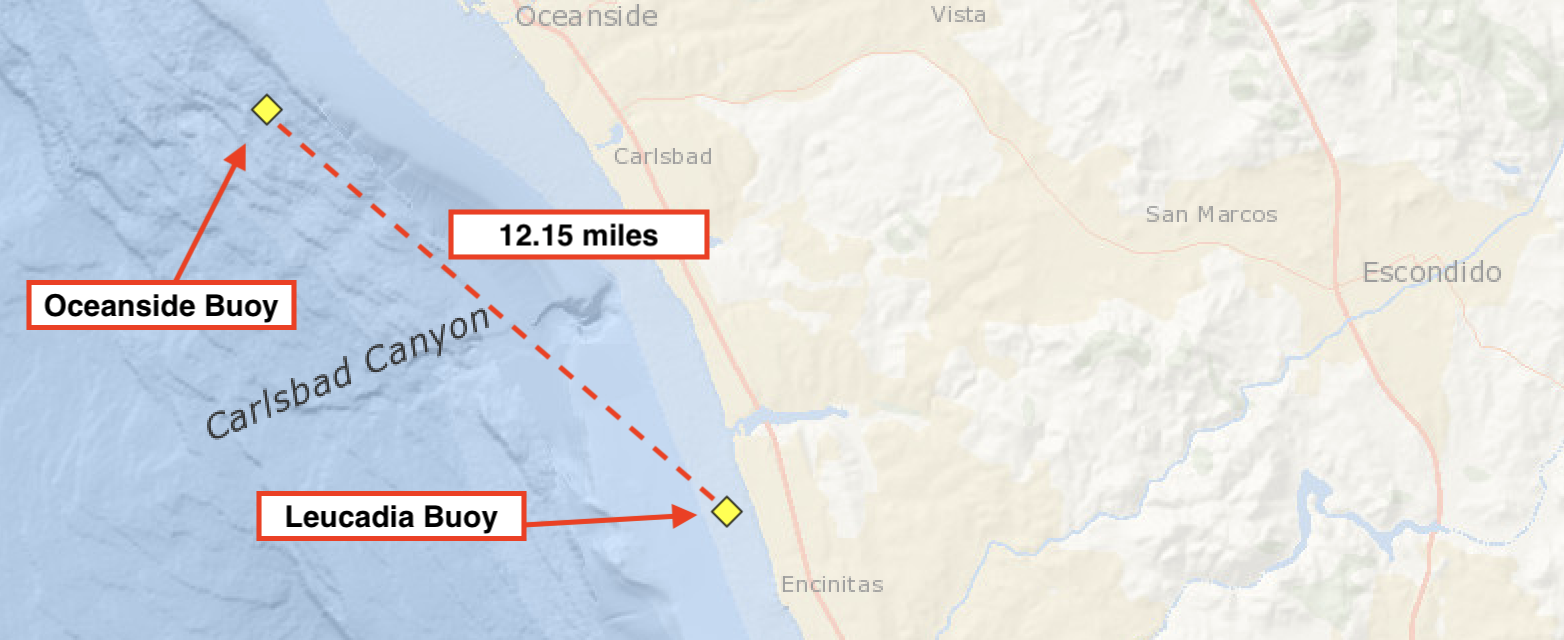 Oceanside
Vista
Carlsbad
12.15 miles
San Marcos
Escondido
Oceanside Buoy
Carlsbad Canyon
Leucadia Buoy
Encinitas